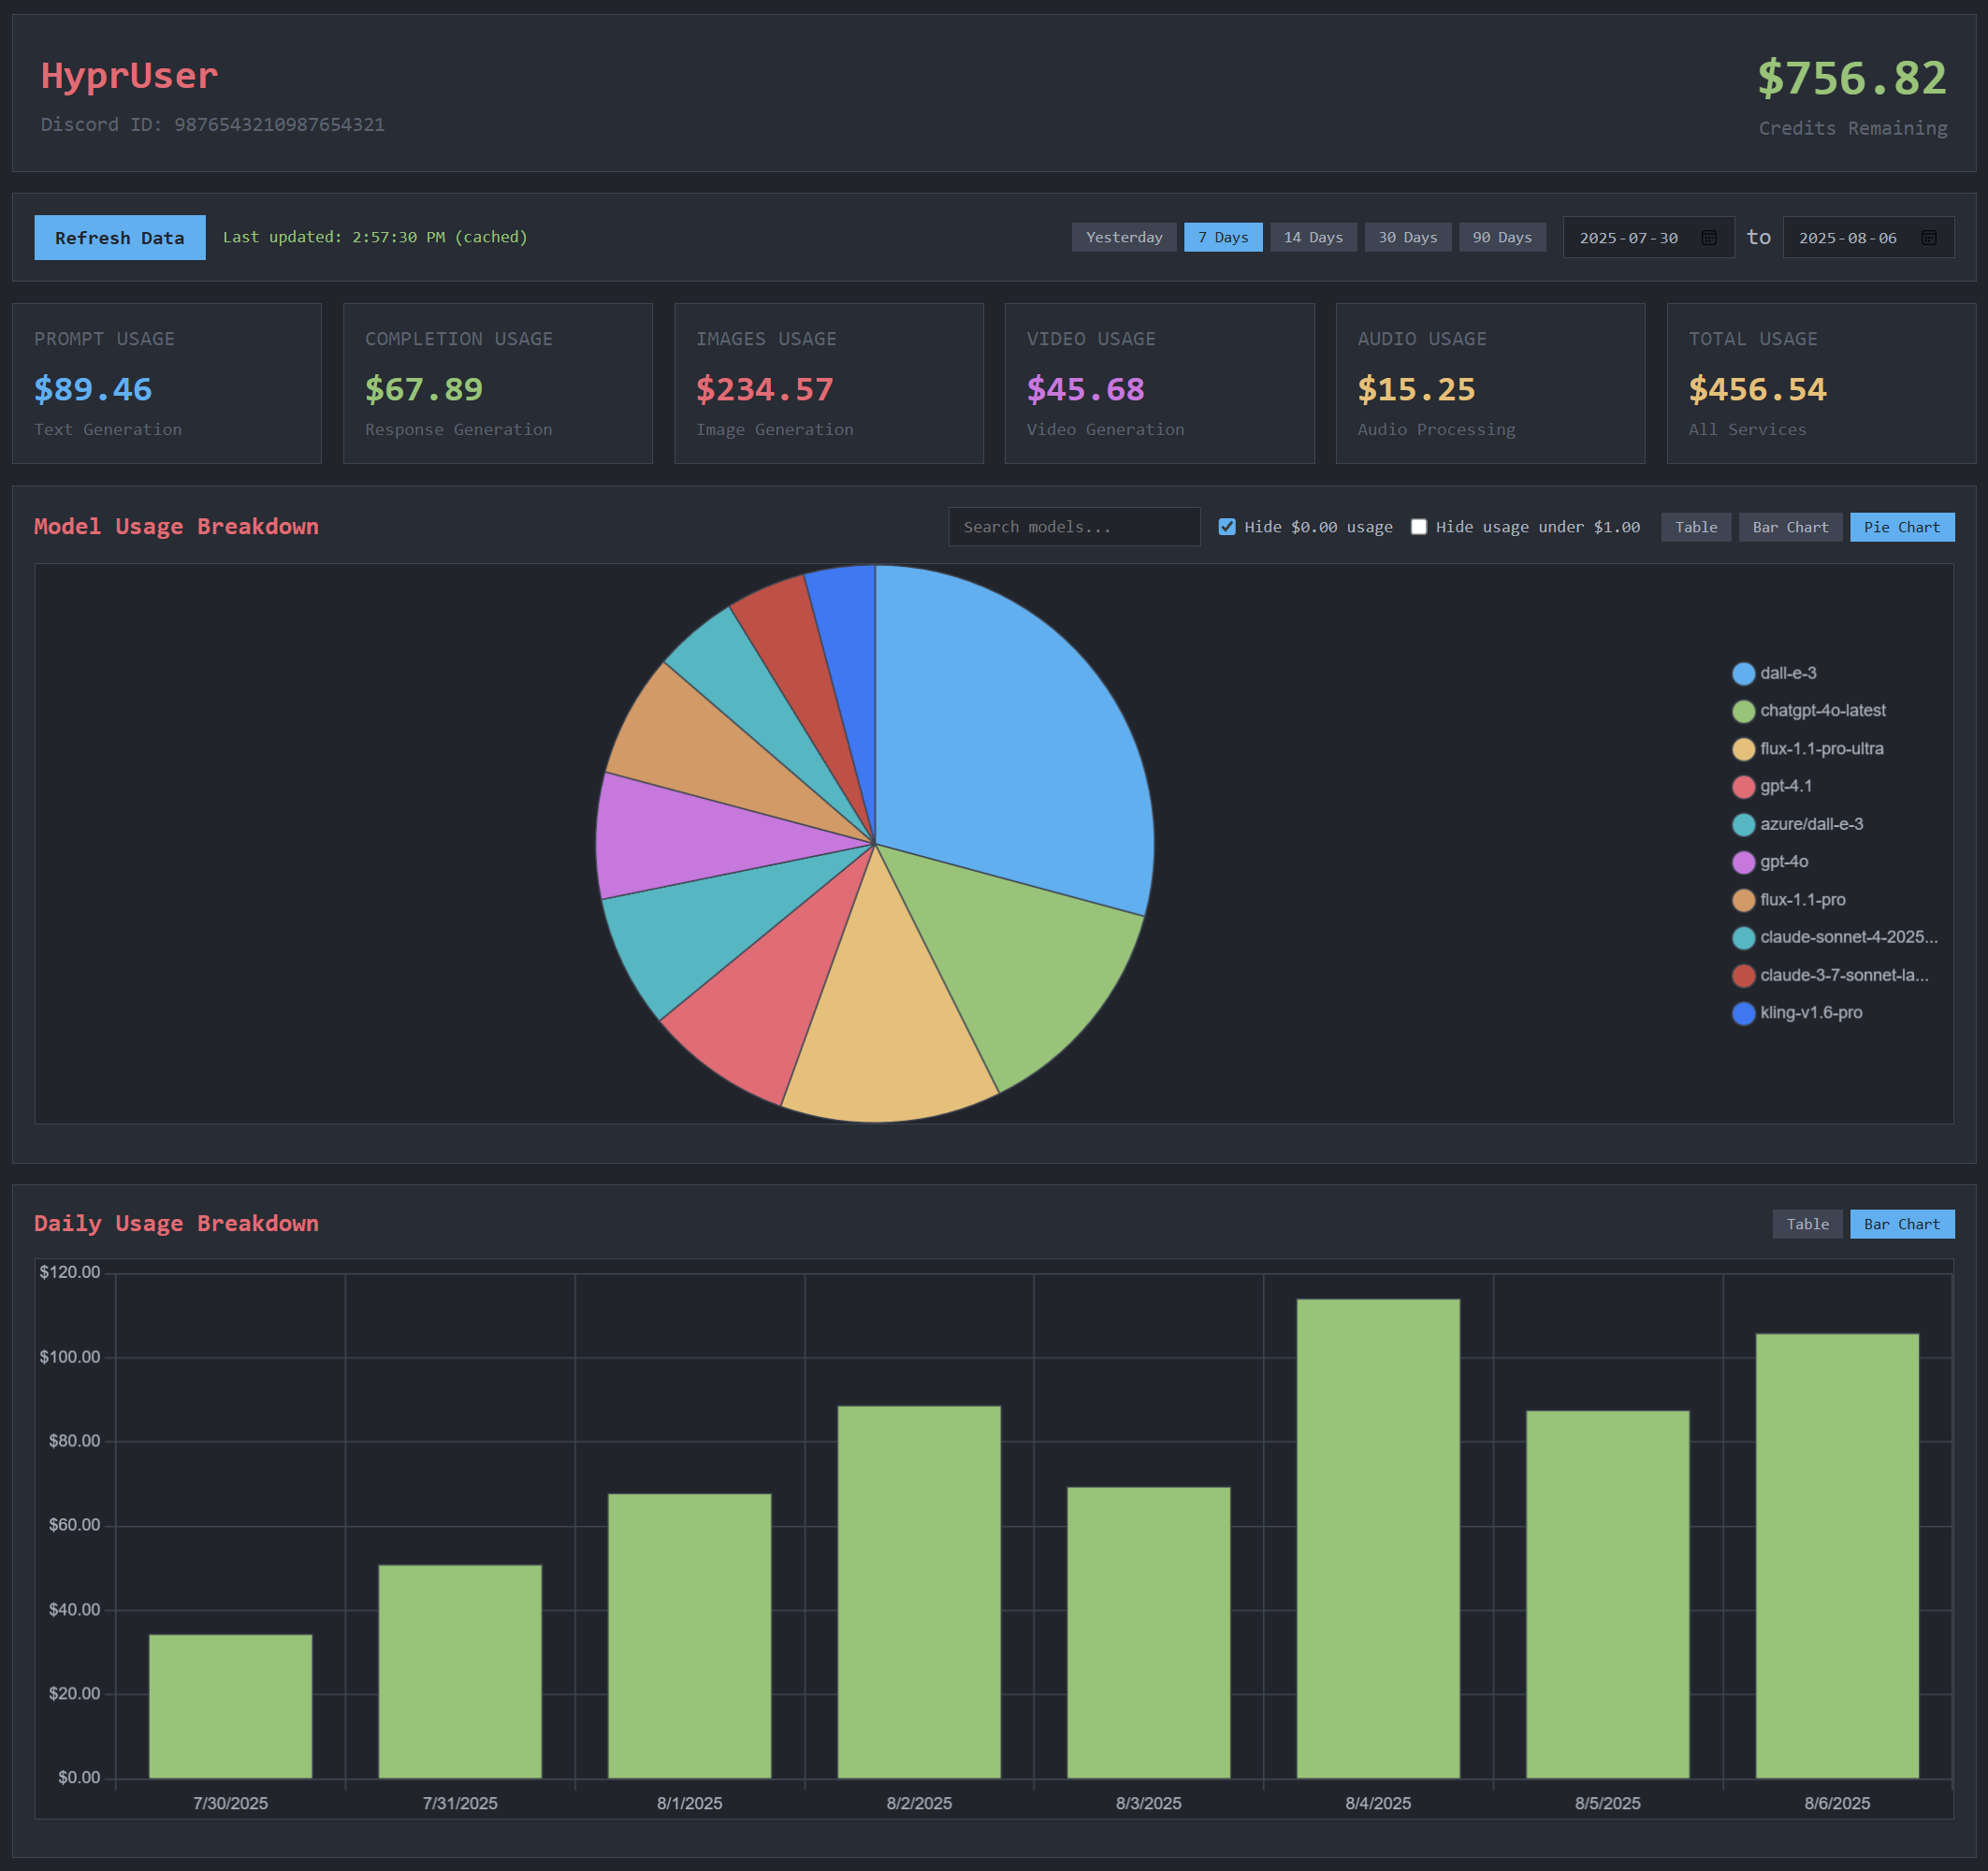 HyprUser
Discord ID: 9876543210987654321
$756.82
Credits Remaining
Refresh Data
Last updated: 2:57:30 PM (cached)
Yesterday
7 Days
14 Days
30 Days
90 Days
2025-07-30
to
2025-08-06
PROMPT USAGE
$89.46
Text Generation
COMPLETION USAGE
$67.89
Response Generation
IMAGES USAGE
$234.57
Image Generation
VIDEO USAGE
$45.68
Video Generation
AUDIO USAGE
$15.25
Audio Processing
TOTAL USAGE
$456.54
All Services
Model Usage Breakdown
Search models...
Hide $0.00 usage
Hide usage under $1.00
Table
Bar Chart
Pie Chart
dall-e-3
chatgpt-4o-latest
flux-1.1-pro-ultra
gpt-4.1
azure/dall-e-3
gpt-4o
flux-1.1-pro
claude-sonnet-4-2025...
claude-3-7-sonnet-la...
kling-v1.6-pro
Daily Usage Breakdown
Table
Bar Chart
$120.00
$100.00
$80.00
$60.00
$40.00
$20.00
$0.00
7/30/2025
7/31/2025
8/1/2025
8/2/2025
8/3/2025
8/4/2025
8/5/2025
8/6/2025